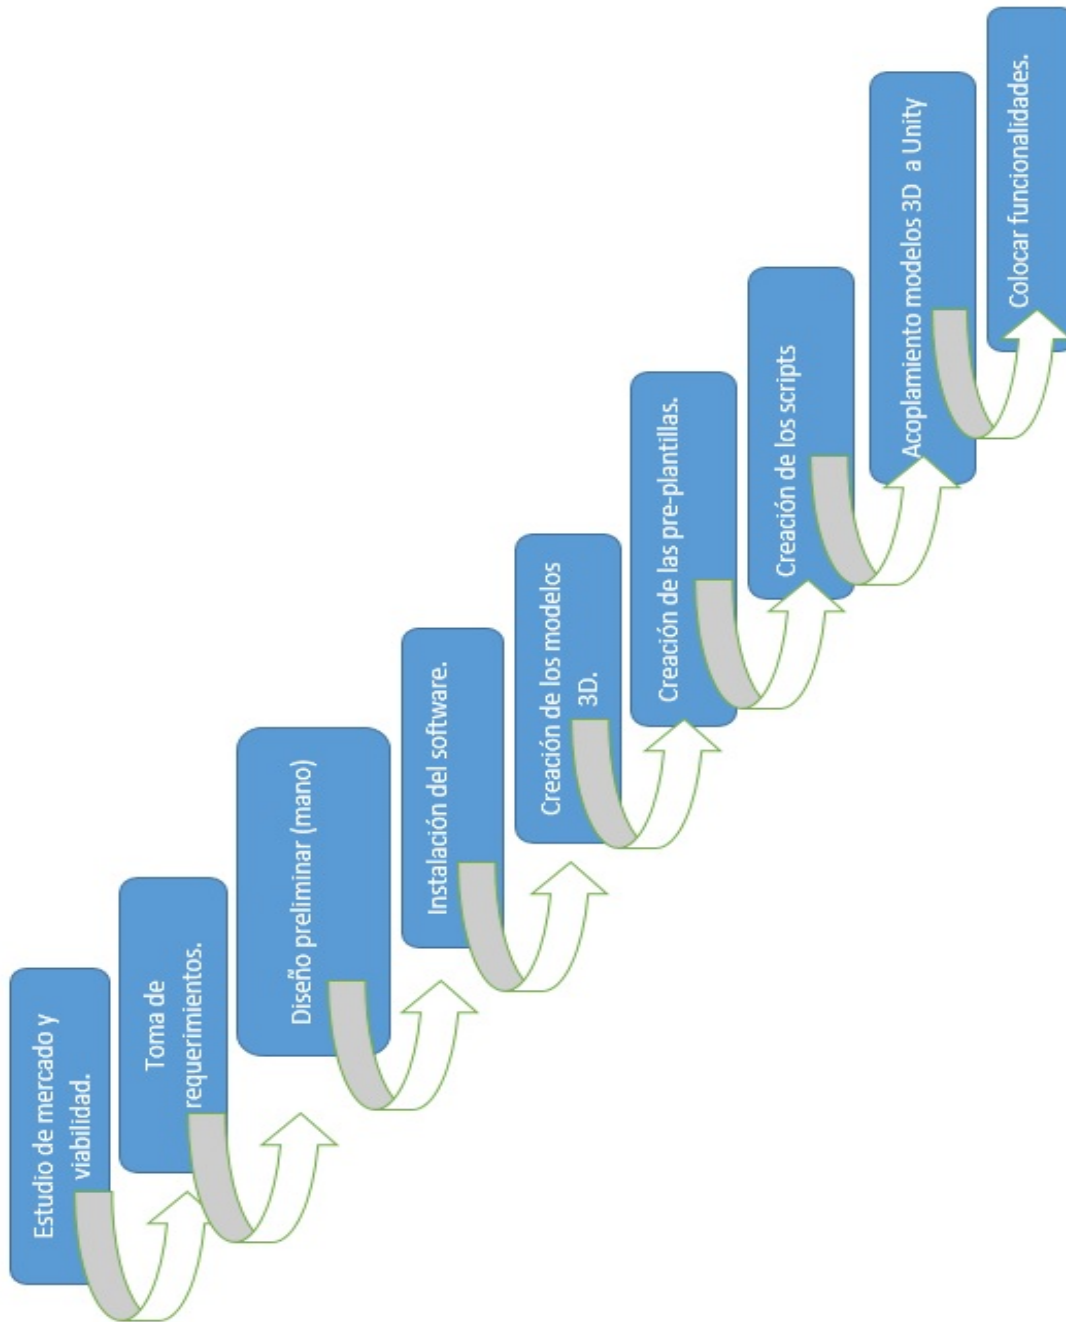 Estudio de mercado y
viabilidad.
Toma de
requerimientos.
Diseño preliminar (mano)
Instalación del software.
Creación de los modelos
3D.
Creación de las pre-plantillas.
Creación de los scripts
Acoplamiento modelos 3D  a Unity
Colocar funcionalidades.